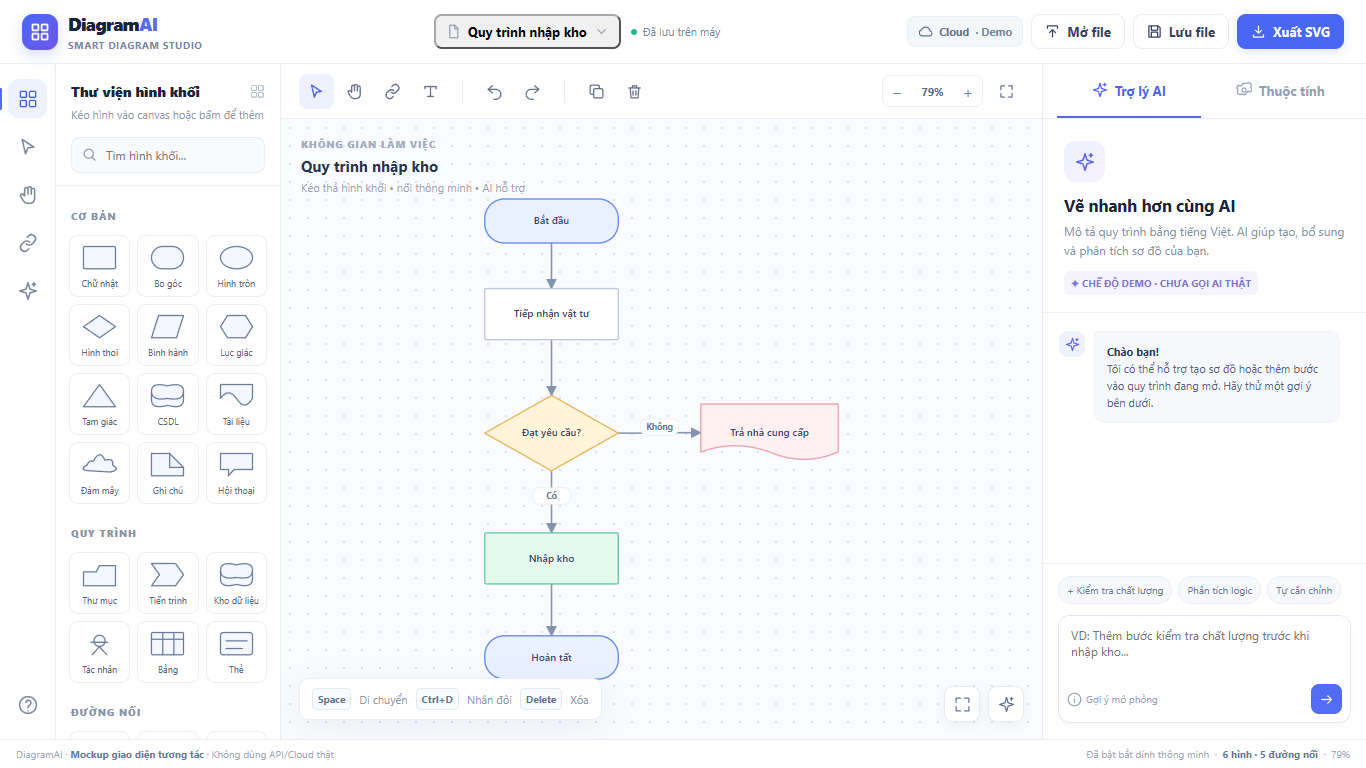 DiagramAI
SMART DIAGRAM STUDIO
Quy trình nhập kho
Đã lưu trên máy
Cloud · Demo
Mở file
Lưu file
Xuất SVG
Thư viện hình khối
Kéo hình vào canvas hoặc bấm để thêm
Tìm hình khối...
CƠ BẢN
Chữ nhật
Bo góc
Hình tròn
Hình thoi
Bình hành
Lục giác
Tam giác
CSDL
Tài liệu
Đám mây
Ghi chú
Hội thoại
QUY TRÌNH
Thư mục
Tiến trình
Kho dữ liệu
Tác nhân
Bảng
Thẻ
ĐƯỜNG NỐI
79%
KHÔNG GIAN LÀM VIỆC
Quy trình nhập kho
Kéo thả hình khối • nối thông minh • AI hỗ trợ
Bắt đầu
Tiếp nhận vật tư
Đạt yêu cầu?
Không
Trả nhà cung cấp
Có
Nhập kho
Hoàn tất
Space Di chuyển Ctrl+D Nhân đôi Delete Xóa
Trợ lý AI
Thuộc tính
Vẽ nhanh hơn cùng AI
Mô tả quy trình bằng tiếng Việt. AI giúp tạo, bổ sung
và phân tích sơ đồ của bạn.
✦ CHẾ ĐỘ DEMO · CHƯA GỌI AI THẬT
Chào bạn!
Tôi có thể hỗ trợ tạo sơ đồ hoặc thêm bước
vào quy trình đang mở. Hãy thử một gợi ý
bên dưới.
+ Kiểm tra chất lượng
Phân tích logic
Tự căn chỉnh
VD: Thêm bước kiểm tra chất lượng trước khi
nhập kho...
Gợi ý mô phỏng
DiagramAI · Mockup giao diện tương tác · Không dùng API/Cloud thật
Đã bật bắt dính thông minh · 6 hình · 5 đường nối · 79%